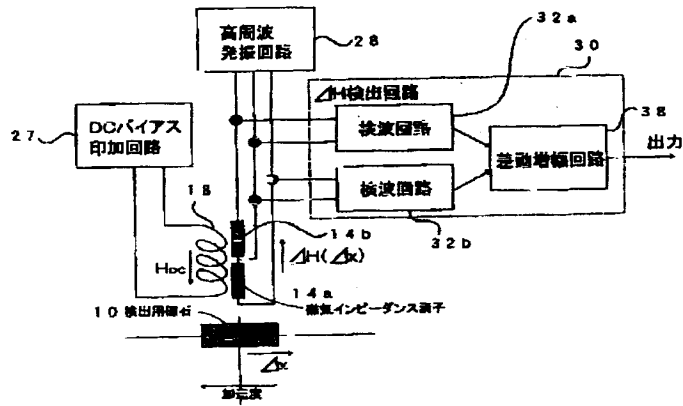 高周波
発振回路
28
32a
30
ΔH検出回路
38
27
DCバイアス
印加回路
検波回路
差動増幅回路
出力
検波回路
18
14b
32b
HDC
ΔH(Δx)
14a
磁気インピーダンス素子
10 検出用磁石
Δx
加速度